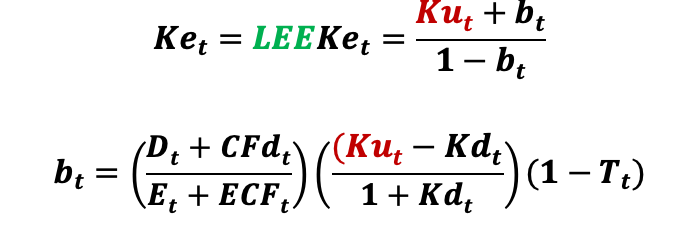 Ke_t = LEEKe_t = (Ku_t + b_t) / (1 − b_t)
b_t = ((D_t + CFd_t) / (E_t + ECF_t)) ((Ku_t − Kd_t) / (1 + Kd_t)) (1 − T_t)